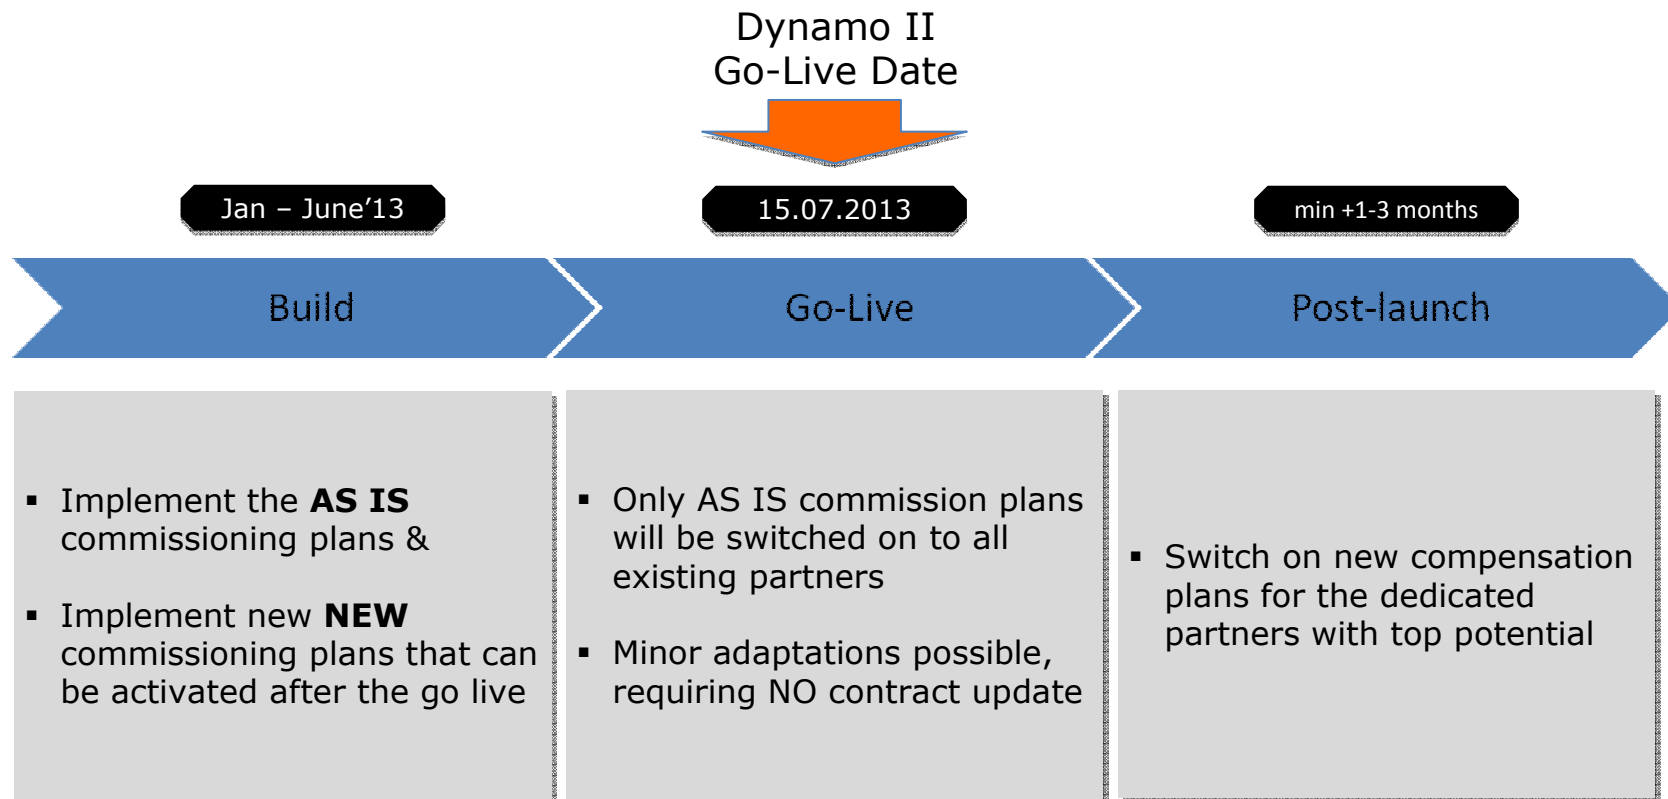 Dynamo II
Go-Live Date
Jan – June’13
15.07.2013
min +1-3 months
Build
Go-Live
Post-launch
▪ Implement the AS IS
commissioning plans &
▪ Implement new NEW
commissioning plans that can
be activated after the go live
▪ Only AS IS commission plans
will be switched on to all
existing partners
▪ Minor adaptations possible,
requiring NO contract update
▪ Switch on new compensation
plans for the dedicated
partners with top potential